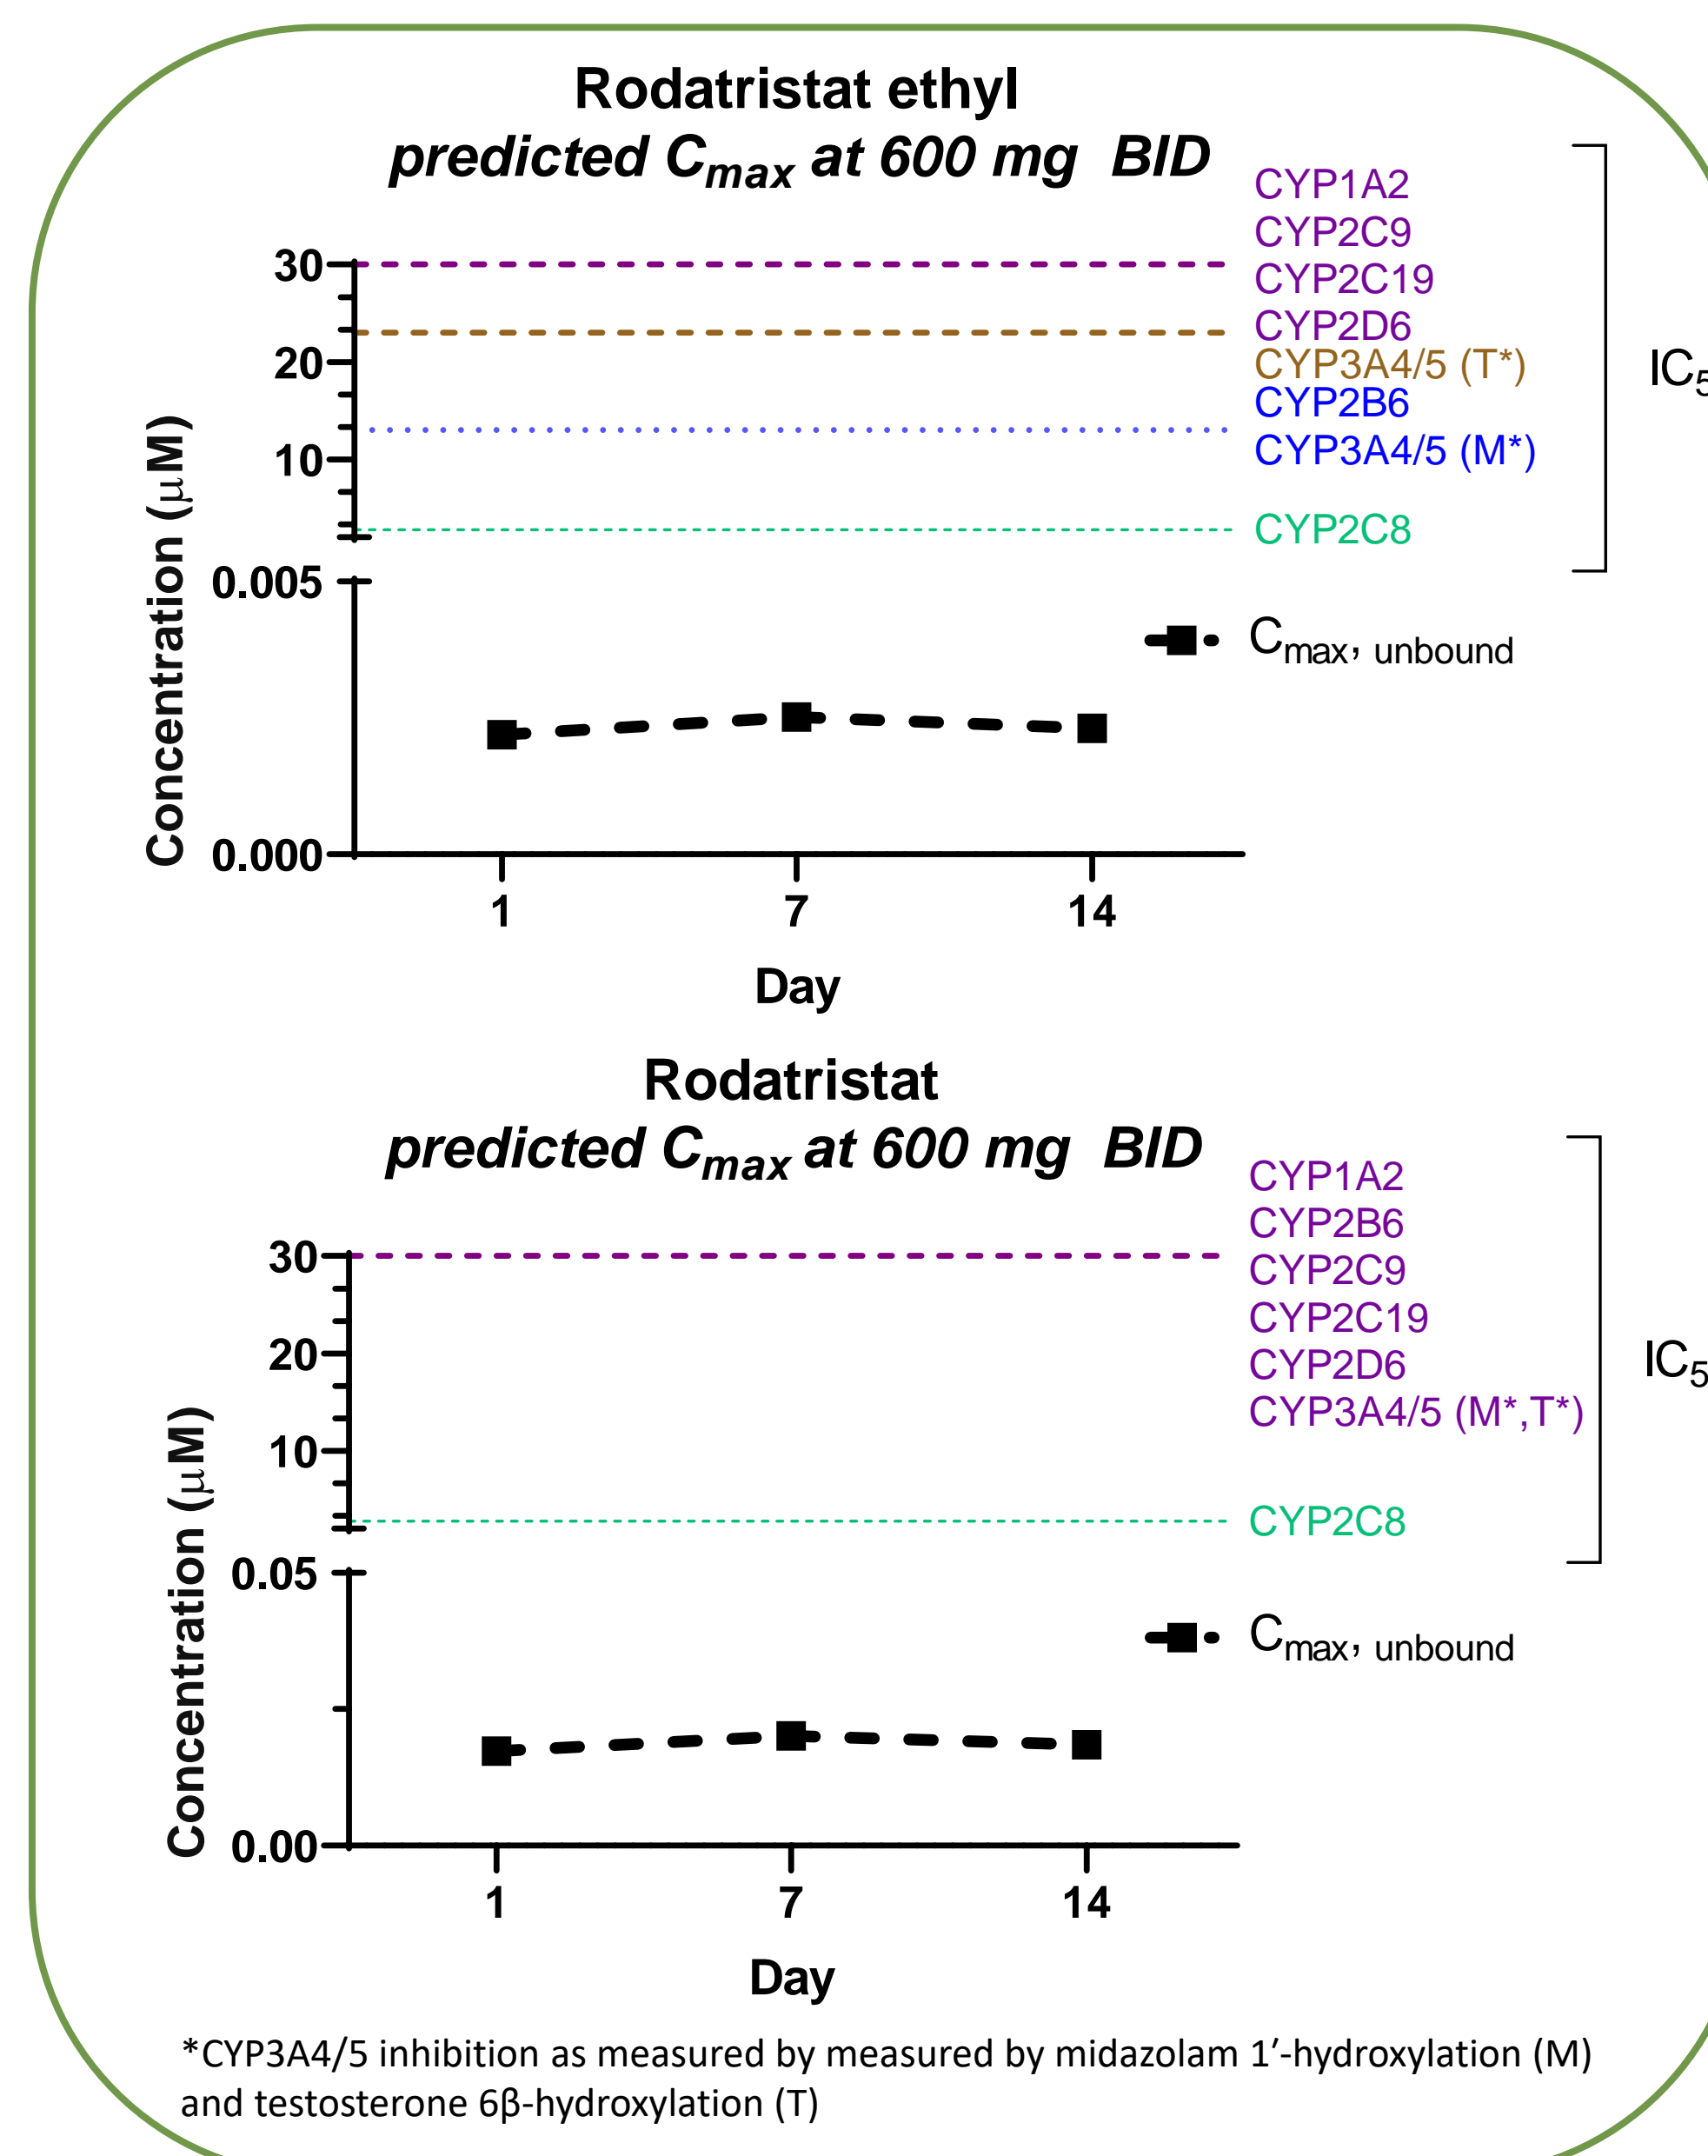 Rodatristat ethyl
predicted Cmax at 600 mg BID
CYP1A2
CYP2C9
30
CYP2C19
CYP2D6
20
CYP3A4/5 (T*)
CYP2B6
10
CYP3A4/5 (M*)
CYP2C8
IC5
Concentration (μM)
0.005
Cmax, unbound
0.000
1 7 14
Day
Rodatristat
predicted Cmax at 600 mg BID
CYP1A2
CYP2B6
30
CYP2C9
CYP2C19
20
CYP2D6
CYP3A4/5 (M*,T*)
10
CYP2C8
IC5
Concentration (μM)
0.05
Cmax, unbound
0.00
1 7 14
Day
*CYP3A4/5 inhibition as measured by measured by midazolam 1′-hydroxylation (M)
and testosterone 6β-hydroxylation (T)